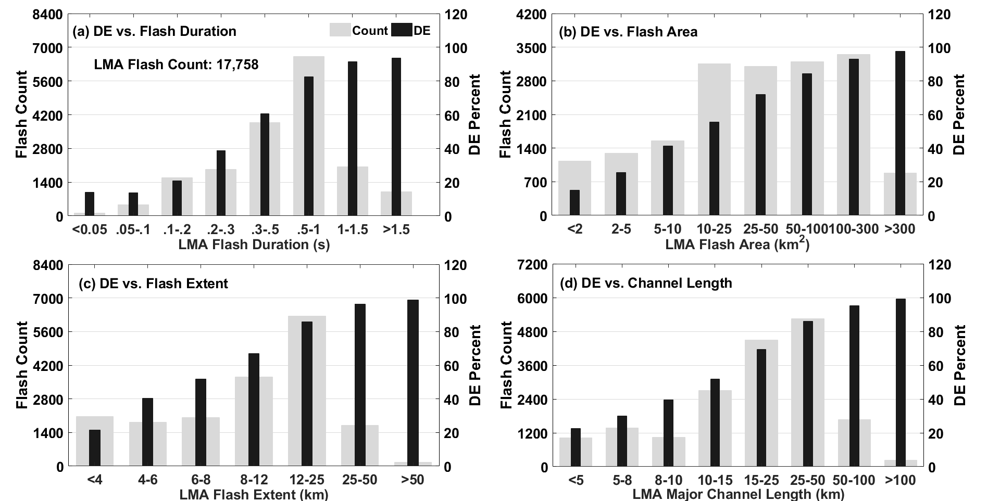 (a) DE vs. Flash Duration
Count DE
LMA Flash Count: 17,758
Flash Count
8400
7000
5600
4200
2800
1400
0
DE Percent
120
100
80
60
40
20
0
<0.05 .05-.1 .1-.2 .2-.3 .3-.5 .5-1 1-1.5 >1.5
LMA Flash Duration (s)
(b) DE vs. Flash Area
Flash Count
4200
3500
2800
2100
1400
700
0
DE Percent
120
100
80
60
40
20
0
<2 2-5 5-10 10-25 25-50 50-100 100-300 >300
LMA Flash Area (km²)
(c) DE vs. Flash Extent
Flash Count
8400
7000
5600
4200
2800
1400
0
DE Percent
120
100
80
60
40
20
0
<4 4-6 6-8 8-12 12-25 25-50 >50
LMA Flash Extent (km)
(d) DE vs. Channel Length
Flash Count
7200
6000
4800
3600
2400
1200
0
DE Percent
120
100
80
60
40
20
0
<5 5-8 8-10 10-15 15-25 25-50 50-100 >100
LMA Major Channel Length (km)